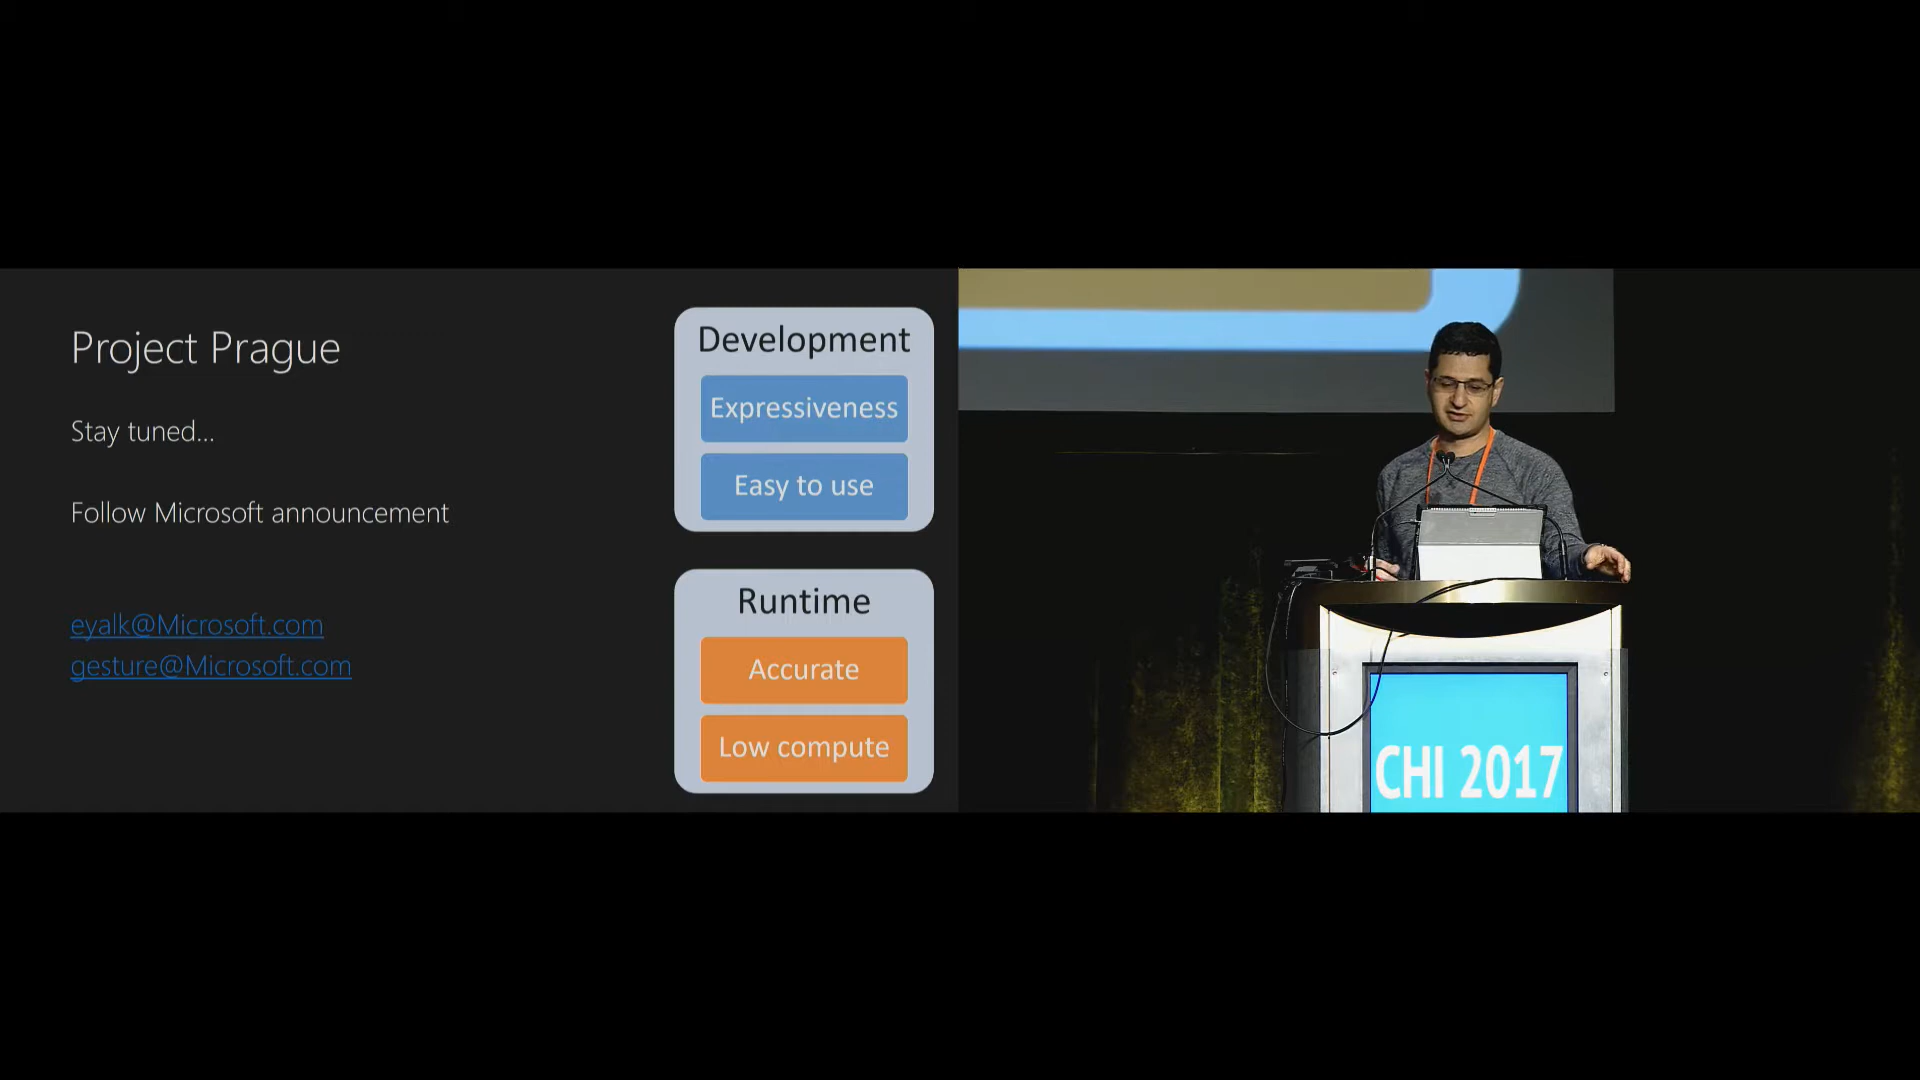 Project Prague
Stay tuned...
Follow Microsoft announcement
eyalk@Microsoft.com
gesture@Microsoft.com
Development
Expressiveness
Easy to use
Runtime
Accurate
Low compute
CHI 2017